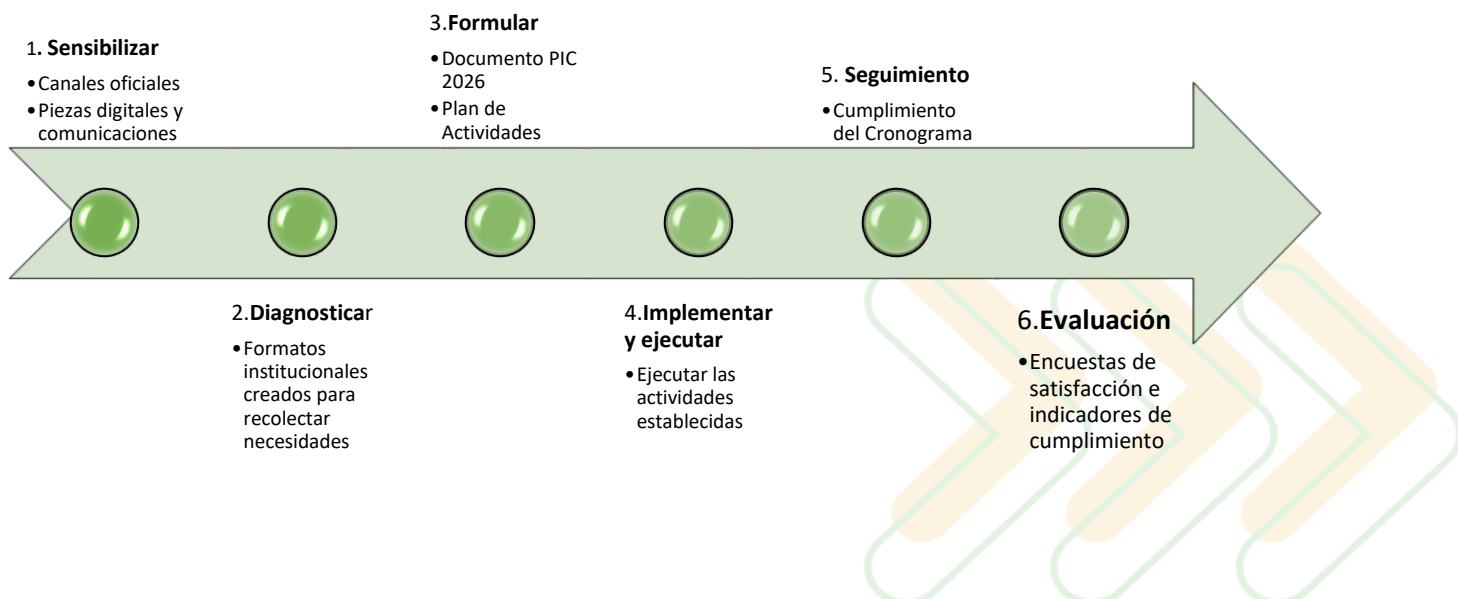 1. Sensibilizar
•Canales oficiales
•Piezas digitales y
comunicaciones
2.Diagnosticar
•Formatos
institucionales
creados para
recolectar
necesidades
3.Formular
•Documento PIC
2026
•Plan de
Actividades
4.Implementar
y ejecutar
•Ejecutar las
actividades
establecidas
5. Seguimiento
•Cumplimiento
del Cronograma
6.Evaluación
•Encuestas de
satisfacción e
indicadores de
cumplimiento